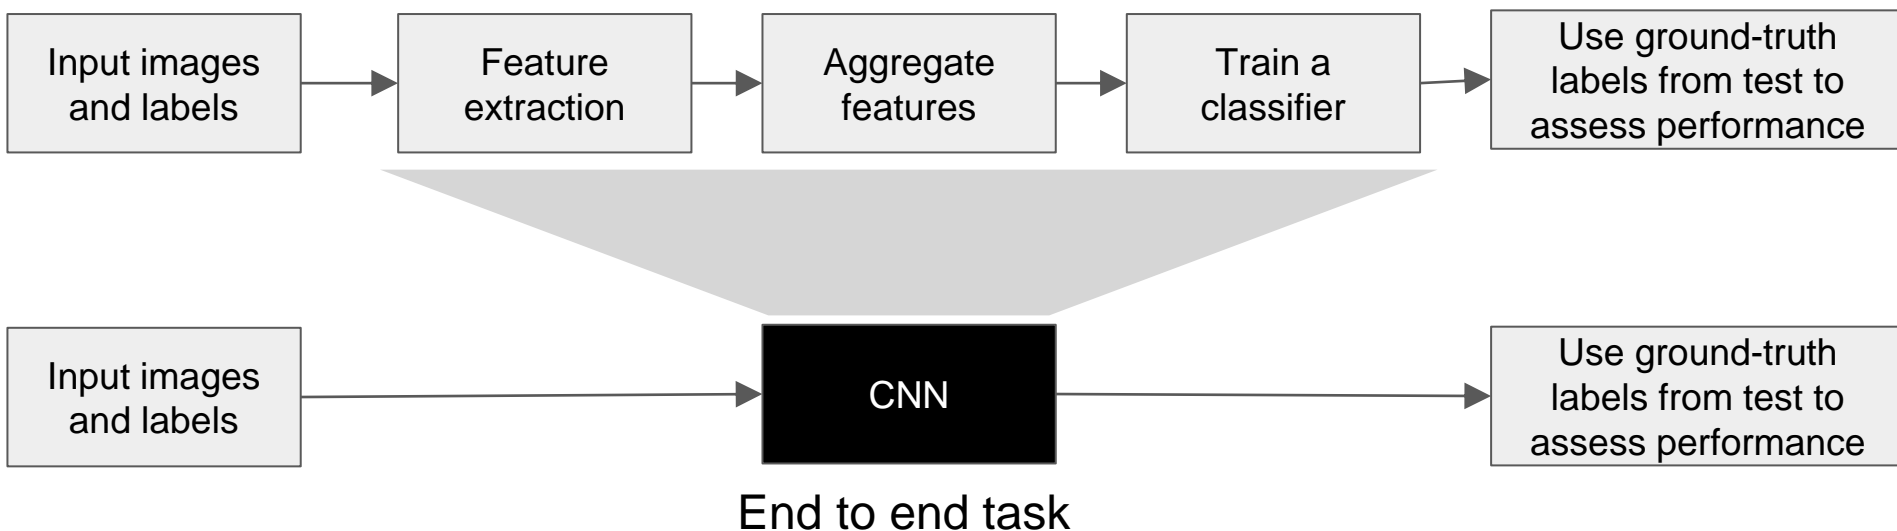 Input images
and labels
Feature
extraction
Aggregate
features
Train a
classifier
Use ground-truth
labels from test to
assess performance
Input images
and labels
CNN
Use ground-truth
labels from test to
assess performance
End to end task